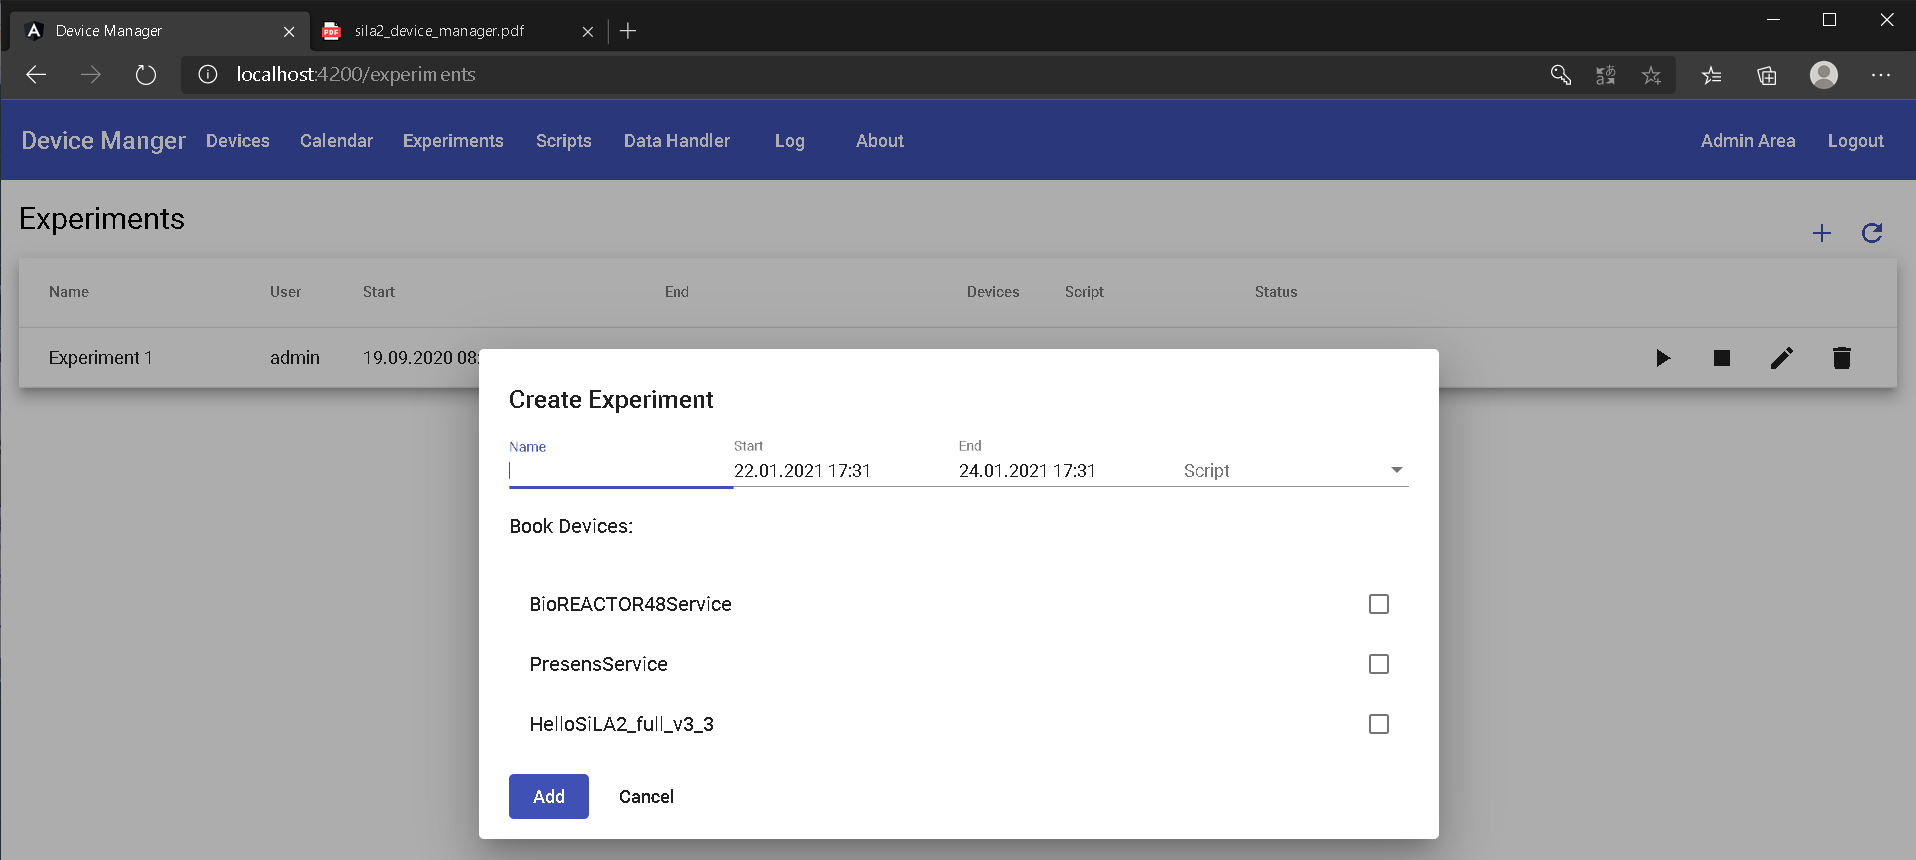 Device Manager sila2_device_manager.pdf
localhost:4200/experiments
Device Manger Devices Calendar Experiments Scripts Data Handler Log About Admin Area Logout
Experiments
Name User Start End Devices Script Status
Experiment 1 admin 19.09.2020 08:
Create Experiment
Name Start End
22.01.2021 17:31 24.01.2021 17:31 Script
Book Devices:
BioREACTOR48Service
PresensService
HelloSiLA2_full_v3_3
Add Cancel